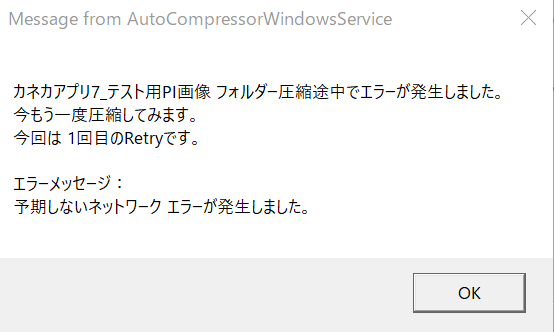 Message from AutoCompressorWindowsService
カネカアプリ7_テスト用PI画像 フォルダー圧縮途中でエラーが発生しました。
今もう一度圧縮してみます。
今回は 1回目のRetryです。
エラーメッセージ：
予期しないネットワーク エラーが発生しました。
OK